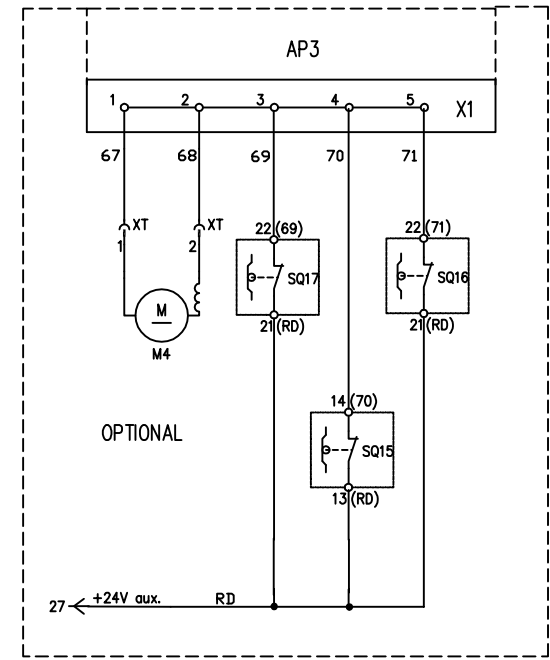 AP3
1 2 3 4 5 X1
67 68 69 70 71
XT XT 22(69) 22(71)
1 2
SQ17 SQ16
M
21(RD) 21(RD)
M4
14(70)
OPTIONAL
SQ15
13(RD)
27 +24V aux. RD